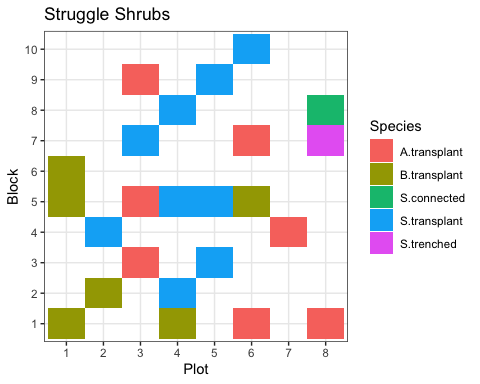 Struggle Shrubs
10
9
8
7
6
5
4
3
2
1
Block
1 2 3 4 5 6 7 8
Plot
Species
A.transplant
B.transplant
S.connected
S.transplant
S.trenched